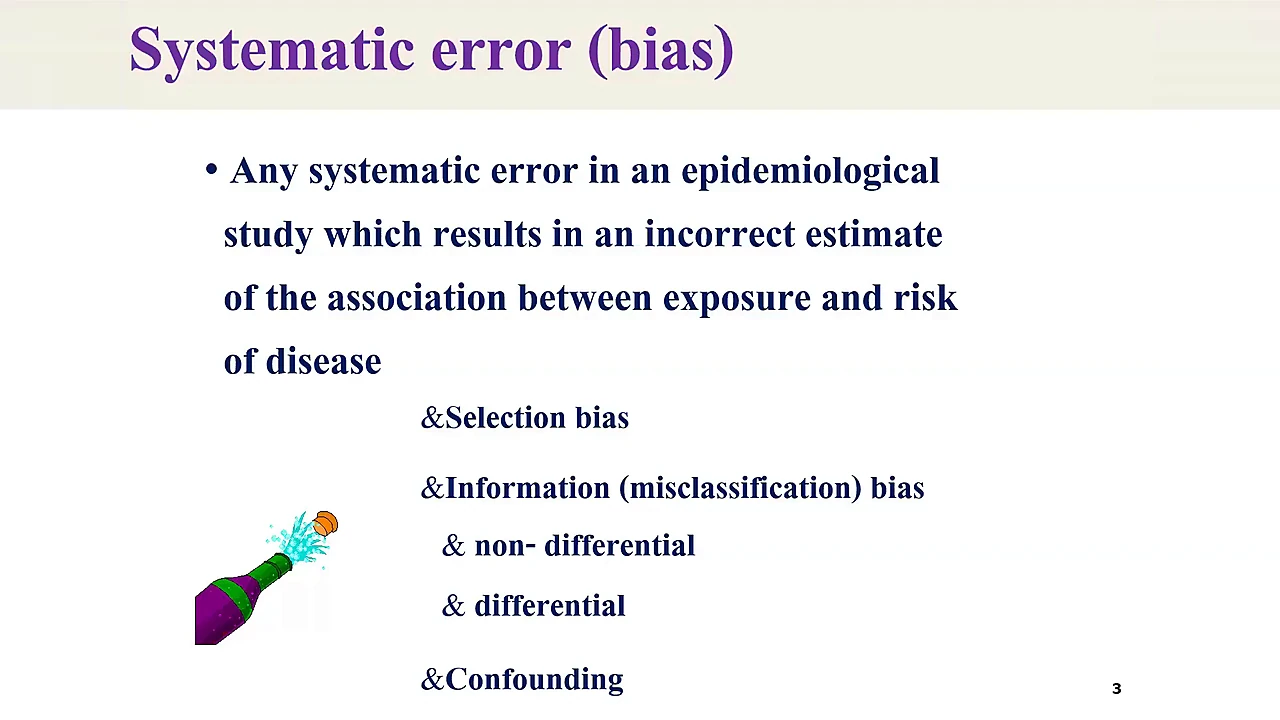 Systematic error (bias)
• Any systematic error in an epidemiological
study which results in an incorrect estimate
of the association between exposure and risk
of disease
&Selection bias
&Information (misclassification) bias
& non- differential
& differential
&Confounding
3